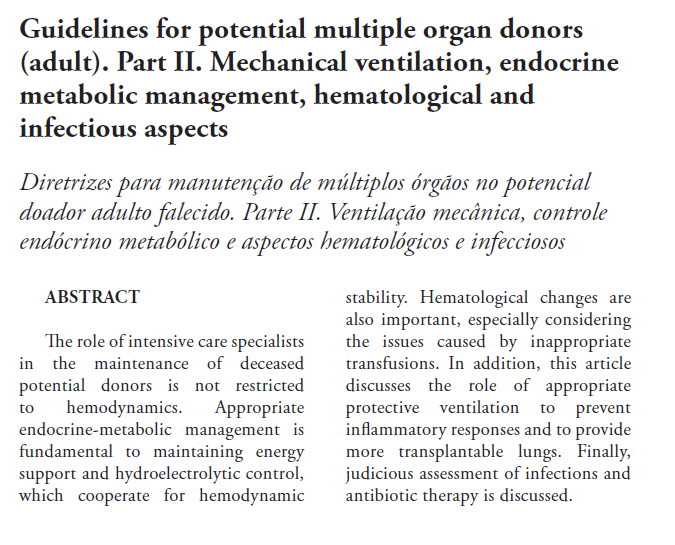 Guidelines for potential multiple organ donors
(adult). Part II. Mechanical ventilation, endocrine
metabolic management, hematological and
infectious aspects
Diretrizes para manutenção de múltiplos órgãos no potencial
doador adulto falecido. Parte II. Ventilação mecânica, controle
endócrino metabólico e aspectos hematológicos e infecciosos
ABSTRACT
The role of intensive care specialists
in the maintenance of deceased
potential donors is not restricted
to hemodynamics. Appropriate
endocrine-metabolic management is
fundamental to maintaining energy
support and hydroelectrolytic control,
which cooperate for hemodynamic
stability. Hematological changes are
also important, especially considering
the issues caused by inappropriate
transfusions. In addition, this article
discusses the role of appropriate
protective ventilation to prevent
inflammatory responses and to provide
more transplantable lungs. Finally,
judicious assessment of infections and
antibiotic therapy is discussed.